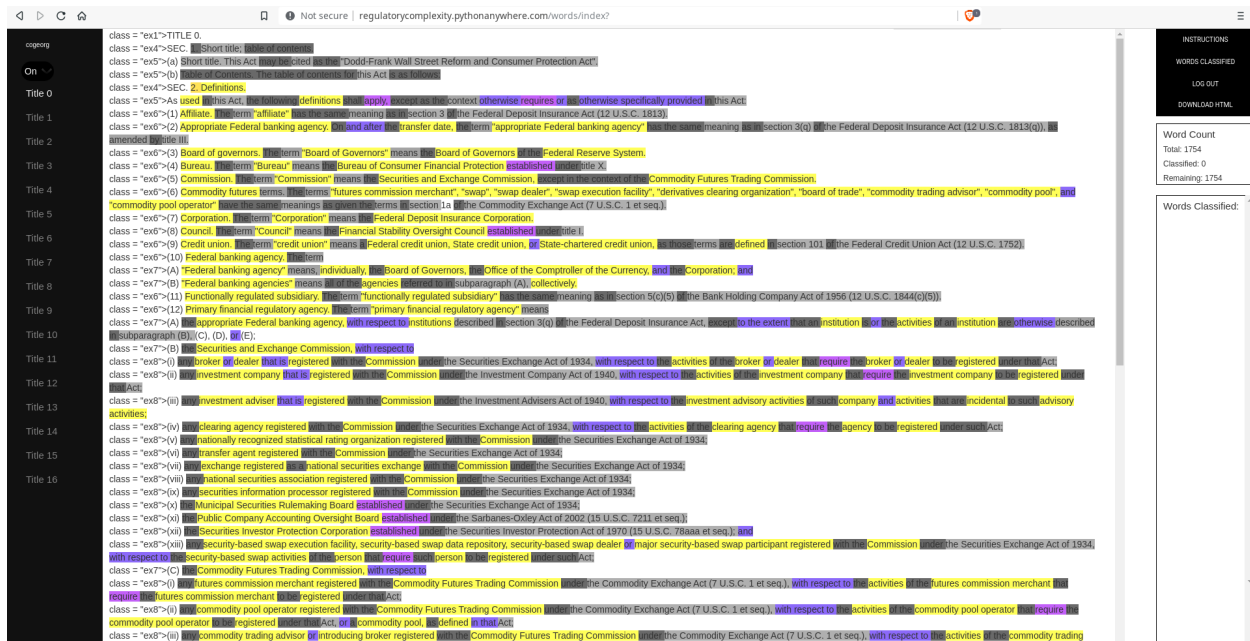 Not secure | regulatorycomplexity.pythonanywhere.com/words/index?
cogeorg
On
Title 0
Title 1
Title 2
Title 3
Title 4
Title 5
Title 6
Title 7
Title 8
Title 9
Title 10
Title 11
Title 12
Title 13
Title 14
Title 15
Title 16
class = "ex1">TITLE 0.
class = "ex4">SEC. 1. Short title; table of contents.
class = "ex5">(a) Short title. This Act may be cited as the "Dodd-Frank Wall Street Reform and Consumer Protection Act".
class = "ex5">(b) Table of Contents. The table of contents for this Act is as follows:
class = "ex4">SEC. 2. Definitions.
class = "ex5">As used in this Act, the following definitions shall apply, except as the context otherwise requires or as otherwise specifically provided in this Act:
class = "ex6">(1) Affiliate. The term "affiliate" has the same meaning as in section 3 of the Federal Deposit Insurance Act (12 U.S.C. 1813).
class = "ex6">(2) Appropriate Federal banking agency. On and after the transfer date, the term "appropriate Federal banking agency" has the same meaning as in section 3(q) of the Federal Deposit Insurance Act (12 U.S.C. 1813(q)), as
amended by title III.
class = "ex6">(3) Board of governors. The term "Board of Governors" means the Board of Governors of the Federal Reserve System.
class = "ex6">(4) Bureau. The term "Bureau" means the Bureau of Consumer Financial Protection established under title X.
class = "ex6">(5) Commission. The term "Commission" means the Securities and Exchange Commission, except in the context of the Commodity Futures Trading Commission.
class = "ex6">(6) Commodity futures terms. The terms "futures commission merchant", "swap", "swap dealer", "swap execution facility", "derivatives clearing organization", "board of trade", "commodity trading advisor", "commodity pool", and
"commodity pool operator" have the same meanings as given the terms in section 1a of the Commodity Exchange Act (7 U.S.C. 1 et seq.).
class = "ex6">(7) Corporation. The term "Corporation" means the Federal Deposit Insurance Corporation.
class = "ex6">(8) Council. The term "Council" means the Financial Stability Oversight Council established under title I.
class = "ex6">(9) Credit union. The term "credit union" means a Federal credit union, State credit union, or State-chartered credit union, as those terms are defined in section 101 of the Federal Credit Union Act (12 U.S.C. 1752).
class = "ex6">(10) Federal banking agency. The term
class = "ex7">(A) "Federal banking agency" means, individually, the Board of Governors, the Office of the Comptroller of the Currency, and the Corporation; and
class = "ex7">(B) "Federal banking agencies" means all of the agencies referred to in subparagraph (A), collectively.
class = "ex6">(11) Functionally regulated subsidiary. The term "functionally regulated subsidiary" has the same meaning as in section 5(c)(5) of the Bank Holding Company Act of 1956 (12 U.S.C. 1844(c)(5)).
class = "ex6">(12) Primary financial regulatory agency. The term "primary financial regulatory agency" means
class = "ex7">(A) the appropriate Federal banking agency, with respect to institutions described in section 3(q) of the Federal Deposit Insurance Act, except to the extent that an institution is or the activities of an institution are otherwise described
in subparagraph (B), (C), (D), or (E);
class = "ex7">(B) the Securities and Exchange Commission, with respect to
class = "ex8">(i) any broker or dealer that is registered with the Commission under the Securities Exchange Act of 1934, with respect to the activities of the broker or dealer that require the broker or dealer to be registered under that Act;
class = "ex8">(ii) any investment company that is registered with the Commission under the Investment Company Act of 1940, with respect to the activities of the investment company that require the investment company to be registered under
that Act;
class = "ex8">(iii) any investment adviser that is registered with the Commission under the Investment Advisers Act of 1940, with respect to the investment advisory activities of such company and activities that are incidental to such advisory
activities;
class = "ex8">(iv) any clearing agency registered with the Commission under the Securities Exchange Act of 1934, with respect to the activities of the clearing agency that require the agency to be registered under such Act;
class = "ex8">(v) any nationally recognized statistical rating organization registered with the Commission under the Securities Exchange Act of 1934;
class = "ex8">(vi) any transfer agent registered with the Commission under the Securities Exchange Act of 1934;
class = "ex8">(vii) any exchange registered as a national securities exchange with the Commission under the Securities Exchange Act of 1934;
class = "ex8">(viii) any national securities association registered with the Commission under the Securities Exchange Act of 1934;
class = "ex8">(ix) any securities information processor registered with the Commission under the Securities Exchange Act of 1934;
class = "ex8">(x) the Municipal Securities Rulemaking Board established under the Securities Exchange Act of 1934;
class = "ex8">(xi) the Public Company Accounting Oversight Board established under the Sarbanes-Oxley Act of 2002 (15 U.S.C. 7211 et seq.);
class = "ex8">(xii) the Securities Investor Protection Corporation established under the Securities Investor Protection Act of 1970 (15 U.S.C. 78aaa et seq.); and
class = "ex8">(xiii) any security-based swap execution facility, security-based swap data repository, security-based swap dealer or major security-based swap participant registered with the Commission under the Securities Exchange Act of 1934,
with respect to the security-based swap activities of the person that require such person to be registered under such Act;
class = "ex7">(C) the Commodity Futures Trading Commission, with respect to
class = "ex8">(i) any futures commission merchant registered with the Commodity Futures Trading Commission under the Commodity Exchange Act (7 U.S.C. 1 et seq.), with respect to the activities of the futures commission merchant that
require the futures commission merchant to be registered under that Act;
class = "ex8">(ii) any commodity pool operator registered with the Commodity Futures Trading Commission under the Commodity Exchange Act (7 U.S.C. 1 et seq.), with respect to the activities of the commodity pool operator that require the
commodity pool operator to be registered under that Act, or a commodity pool, as defined in that Act;
class = "ex8">(iii) any commodity trading advisor or introducing broker registered with the Commodity Futures Trading Commission under the Commodity Exchange Act (7 U.S.C. 1 et seq.), with respect to the activities of the commodity trading
INSTRUCTIONS
WORDS CLASSIFIED
LOG OUT
DOWNLOAD HTML
Word Count
Total: 1754
Classified: 0
Remaining: 1754
Words Classified: